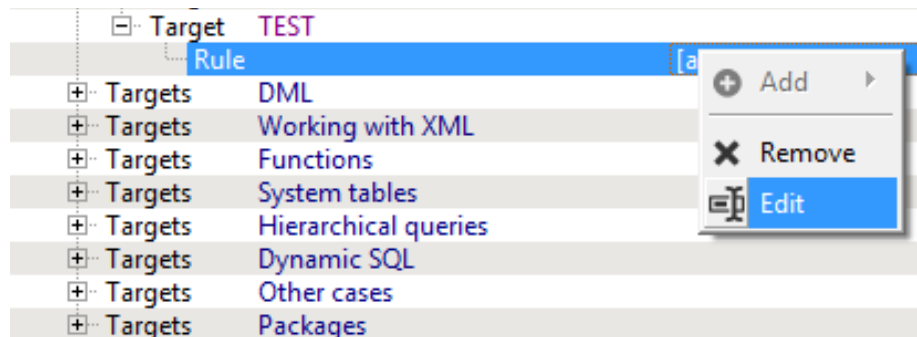 Target TEST
Rule [a
Add
Targets DML
Targets Working with XML
Remove
Targets Functions
Targets System tables
Edit
Targets Hierarchical queries
Targets Dynamic SQL
Targets Other cases
Targets Packages